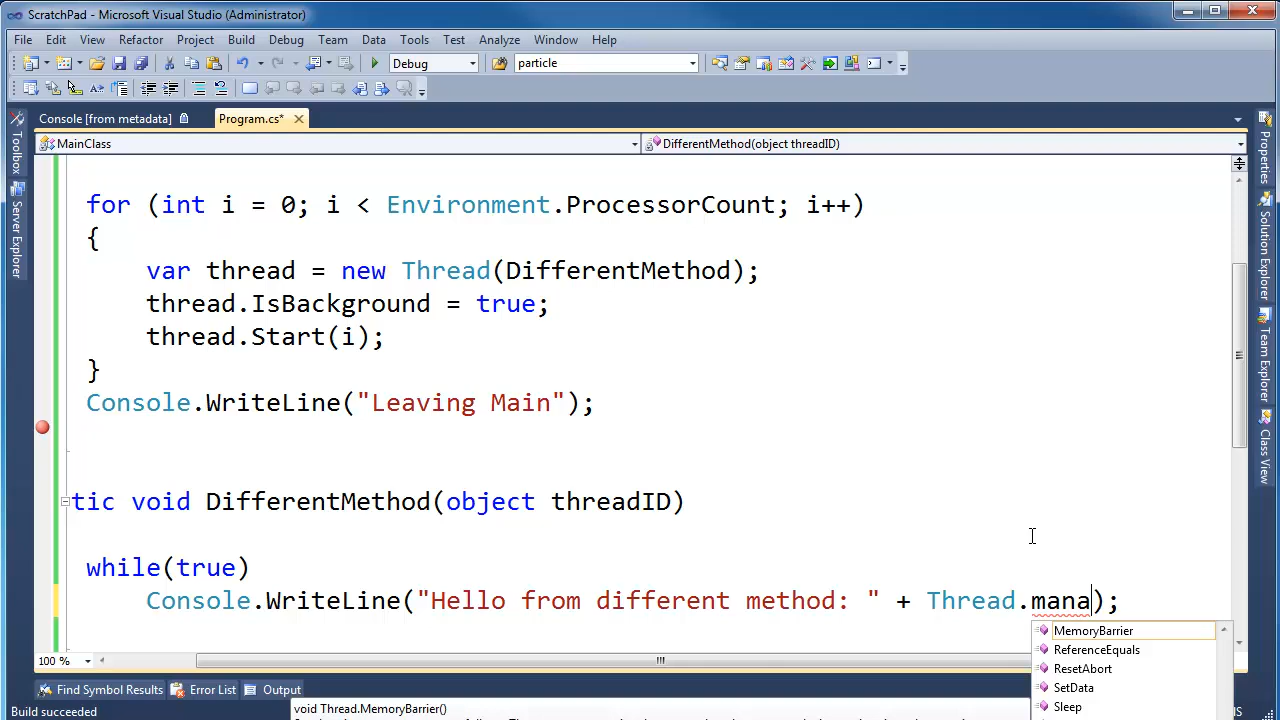 ScratchPad - Microsoft Visual Studio (Administrator)
File Edit View Refactor Project Build Debug Team Data Tools Test Analyze Window Help
Debug particle
Console [from metadata] Program.cs*
MainClass DifferentMethod(object threadID)
Toolbox
Server Explorer
for (int i = 0; i < Environment.ProcessorCount; i++)
{
var thread = new Thread(DifferentMethod);
thread.IsBackground = true;
thread.Start(i);
}
Console.WriteLine("Leaving Main");
tic void DifferentMethod(object threadID)
while(true)
Console.WriteLine("Hello from different method: " + Thread.mana);
MemoryBarrier
ReferenceEquals
ResetAbort
SetData
Sleep
Properties
Solution Explorer
Team Explorer
Class View
100 %
Find Symbol Results Error List Output
void Thread.MemoryBarrier()
Build succeeded